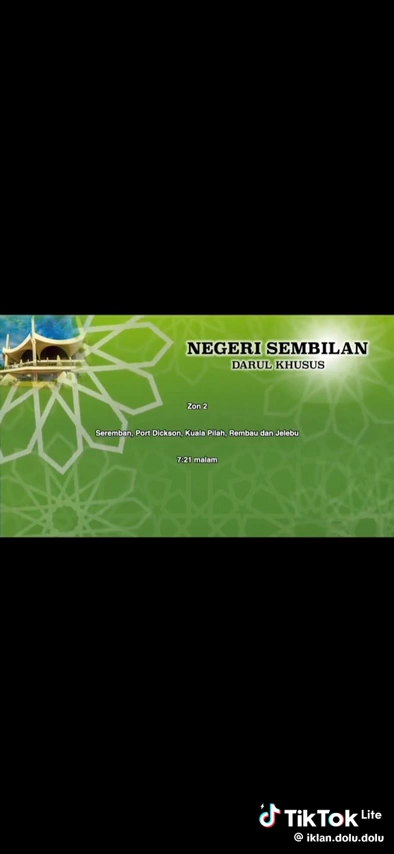 NEGERI SEMBILAN
DARUL KHUSUS
Zon 2
Seremban, Port Dickson, Kuala Pilah, Rembau dan Jelebu
7:21 malam
TikTok Lite
@ iklan.dolu.dolu